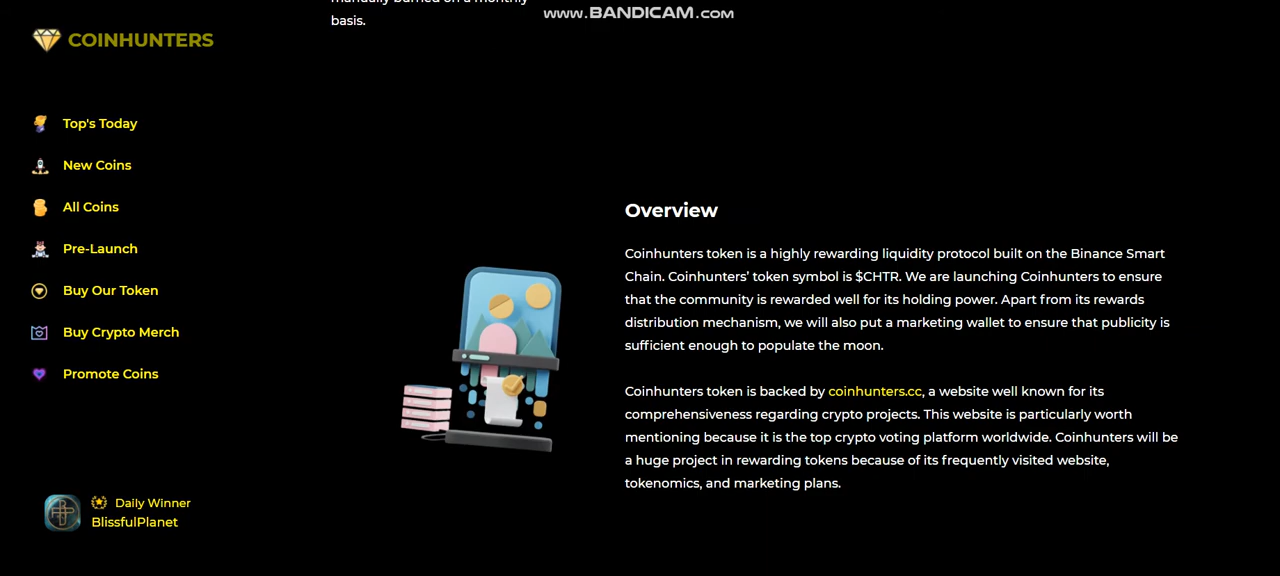 manually burned on a monthly
basis.
www.BANDICAM.com
COINHUNTERS
Top's Today
New Coins
All Coins
Pre-Launch
Buy Our Token
Buy Crypto Merch
Promote Coins
Daily Winner
BlissfulPlanet
Overview
Coinhunters token is a highly rewarding liquidity protocol built on the Binance Smart
Chain. Coinhunters’ token symbol is $CHTR. We are launching Coinhunters to ensure
that the community is rewarded well for its holding power. Apart from its rewards
distribution mechanism, we will also put a marketing wallet to ensure that publicity is
sufficient enough to populate the moon.
Coinhunters token is backed by coinhunters.cc, a website well known for its
comprehensiveness regarding crypto projects. This website is particularly worth
mentioning because it is the top crypto voting platform worldwide. Coinhunters will be
a huge project in rewarding tokens because of its frequently visited website,
tokenomics, and marketing plans.